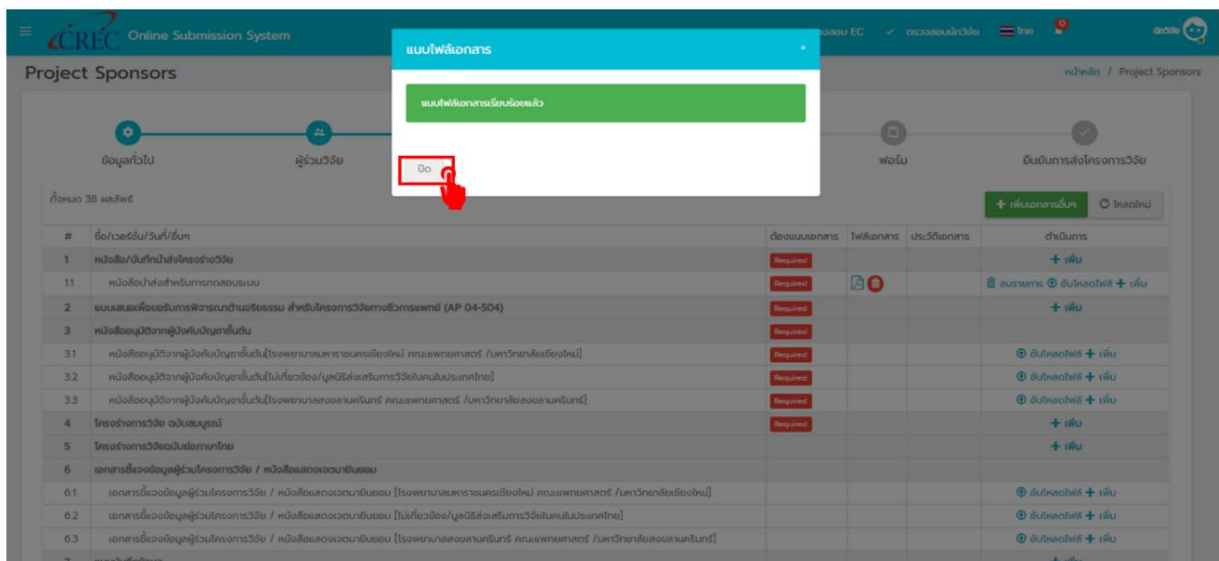 CREC Online Submission System
ตรวจสอบนักวิจัย
ไทย
แนบไฟล์เอกสาร
Project Sponsors
หน้าหลัก / Project Sponsors
แนบไฟล์เอกสารเรียบร้อยแล้ว
ปิด
ข้อมูลทั่วไป
ผู้ร่วมวิจัย
ฟอร์ม
ยืนยันการส่งโครงการวิจัย
ทั้งหมด 38 ผลลัพธ์
+ เพิ่มเอกสารอื่นๆ
โหลดใหม่
# ชื่อ/เวอร์ชั่น/วันที่/อื่นๆ ต้องแนบเอกสาร ไฟล์เอกสาร ประวัติเอกสาร ดำเนินการ
1 หนังสือ/บันทึกนำส่งโครงร่างวิจัย Required + เพิ่ม
1.1 หนังสือนำส่งสำหรับการทดสอบระบบ Required ลบรายการ อัปโหลดไฟล์ + เพิ่ม
2 แบบเสนอเพื่อขอรับการพิจารณาด้านจริยธรรม สำหรับโครงการวิจัยทางชีวการแพทย์ (AP 04-S04) Required + เพิ่ม
3 หนังสืออนุมัติจากผู้บังคับบัญชาชั้นต้น Required
3.1 หนังสืออนุมัติจากผู้บังคับบัญชาชั้นต้น[โรงพยาบาลมหาราชนครเชียงใหม่ คณะแพทยศาสตร์ /มหาวิทยาลัยเชียงใหม่] Required อัปโหลดไฟล์ + เพิ่ม
3.2 หนังสืออนุมัติจากผู้บังคับบัญชาชั้นต้น[ไม่เกี่ยวข้อง/มูลนิธิส่งเสริมการวิจัยในคนในประเทศไทย] Required อัปโหลดไฟล์ + เพิ่ม
3.3 หนังสืออนุมัติจากผู้บังคับบัญชาชั้นต้น[โรงพยาบาลสงขลานครินทร์ คณะแพทยศาสตร์ /มหาวิทยาลัยสงขลานครินทร์] Required อัปโหลดไฟล์ + เพิ่ม
4 โครงร่างการวิจัย ฉบับสมบูรณ์ Required + เพิ่ม
5 โครงร่างการวิจัยฉบับย่อภาษาไทย + เพิ่ม
6 เอกสารชี้แจงข้อมูลผู้ร่วมโครงการวิจัย / หนังสือแสดงเจตนายินยอม
6.1 เอกสารชี้แจงข้อมูลผู้ร่วมโครงการวิจัย / หนังสือแสดงเจตนายินยอม [โรงพยาบาลมหาราชนครเชียงใหม่ คณะแพทยศาสตร์ /มหาวิทยาลัยเชียงใหม่] อัปโหลดไฟล์ + เพิ่ม
6.2 เอกสารชี้แจงข้อมูลผู้ร่วมโครงการวิจัย / หนังสือแสดงเจตนายินยอม [ไม่เกี่ยวข้อง/มูลนิธิส่งเสริมการวิจัยในคนในประเทศไทย] อัปโหลดไฟล์ + เพิ่ม
6.3 เอกสารชี้แจงข้อมูลผู้ร่วมโครงการวิจัย / หนังสือแสดงเจตนายินยอม [โรงพยาบาลสงขลานครินทร์ คณะแพทยศาสตร์ /มหาวิทยาลัยสงขลานครินทร์] อัปโหลดไฟล์ + เพิ่ม